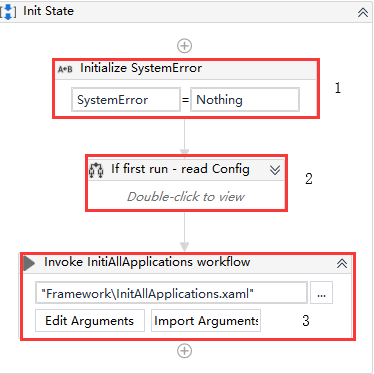 Init State
A*B Initialize SystemError
1
SystemError = Nothing
If first run - read Config
2
Double-click to view
Invoke InitiAllApplications workflow
"Framework\InitAllApplications.xaml" ...
Edit Arguments Import Arguments
3